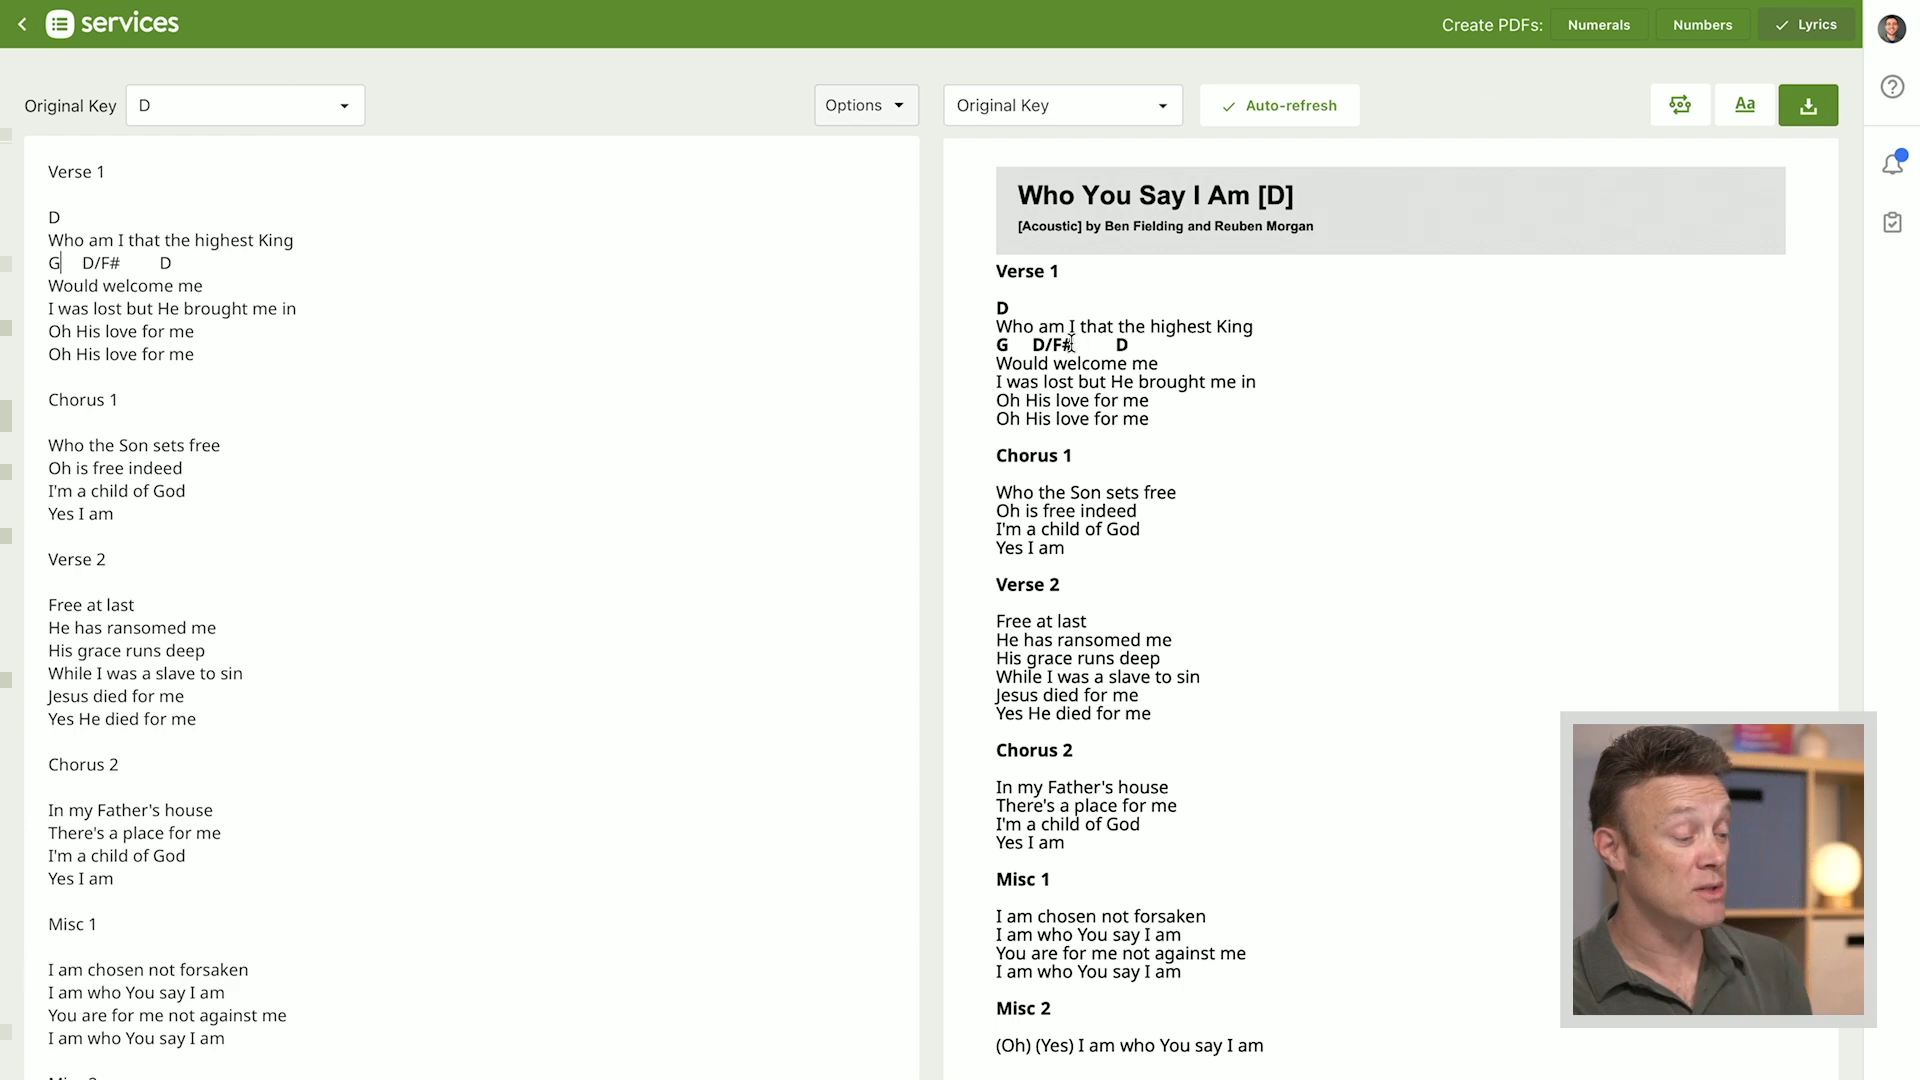 services
Create PDFs: Numerals Numbers Lyrics
Original Key D Options
Original Key Auto-refresh Aa
Verse 1
D
Who am I that the highest King
G D/F# D
Would welcome me
I was lost but He brought me in
Oh His love for me
Oh His love for me
Chorus 1
Who the Son sets free
Oh is free indeed
I'm a child of God
Yes I am
Verse 2
Free at last
He has ransomed me
His grace runs deep
While I was a slave to sin
Jesus died for me
Yes He died for me
Chorus 2
In my Father's house
There's a place for me
I'm a child of God
Yes I am
Misc 1
I am chosen not forsaken
I am who You say I am
You are for me not against me
I am who You say I am
Who You Say I Am [D]
[Acoustic] by Ben Fielding and Reuben Morgan
Verse 1
D
Who am I that the highest King
G D/F# D
Would welcome me
I was lost but He brought me in
Oh His love for me
Oh His love for me
Chorus 1
Who the Son sets free
Oh is free indeed
I'm a child of God
Yes I am
Verse 2
Free at last
He has ransomed me
His grace runs deep
While I was a slave to sin
Jesus died for me
Yes He died for me
Chorus 2
In my Father's house
There's a place for me
I'm a child of God
Yes I am
Misc 1
I am chosen not forsaken
I am who You say I am
You are for me not against me
I am who You say I am
Misc 2
(Oh) (Yes) I am who You say I am